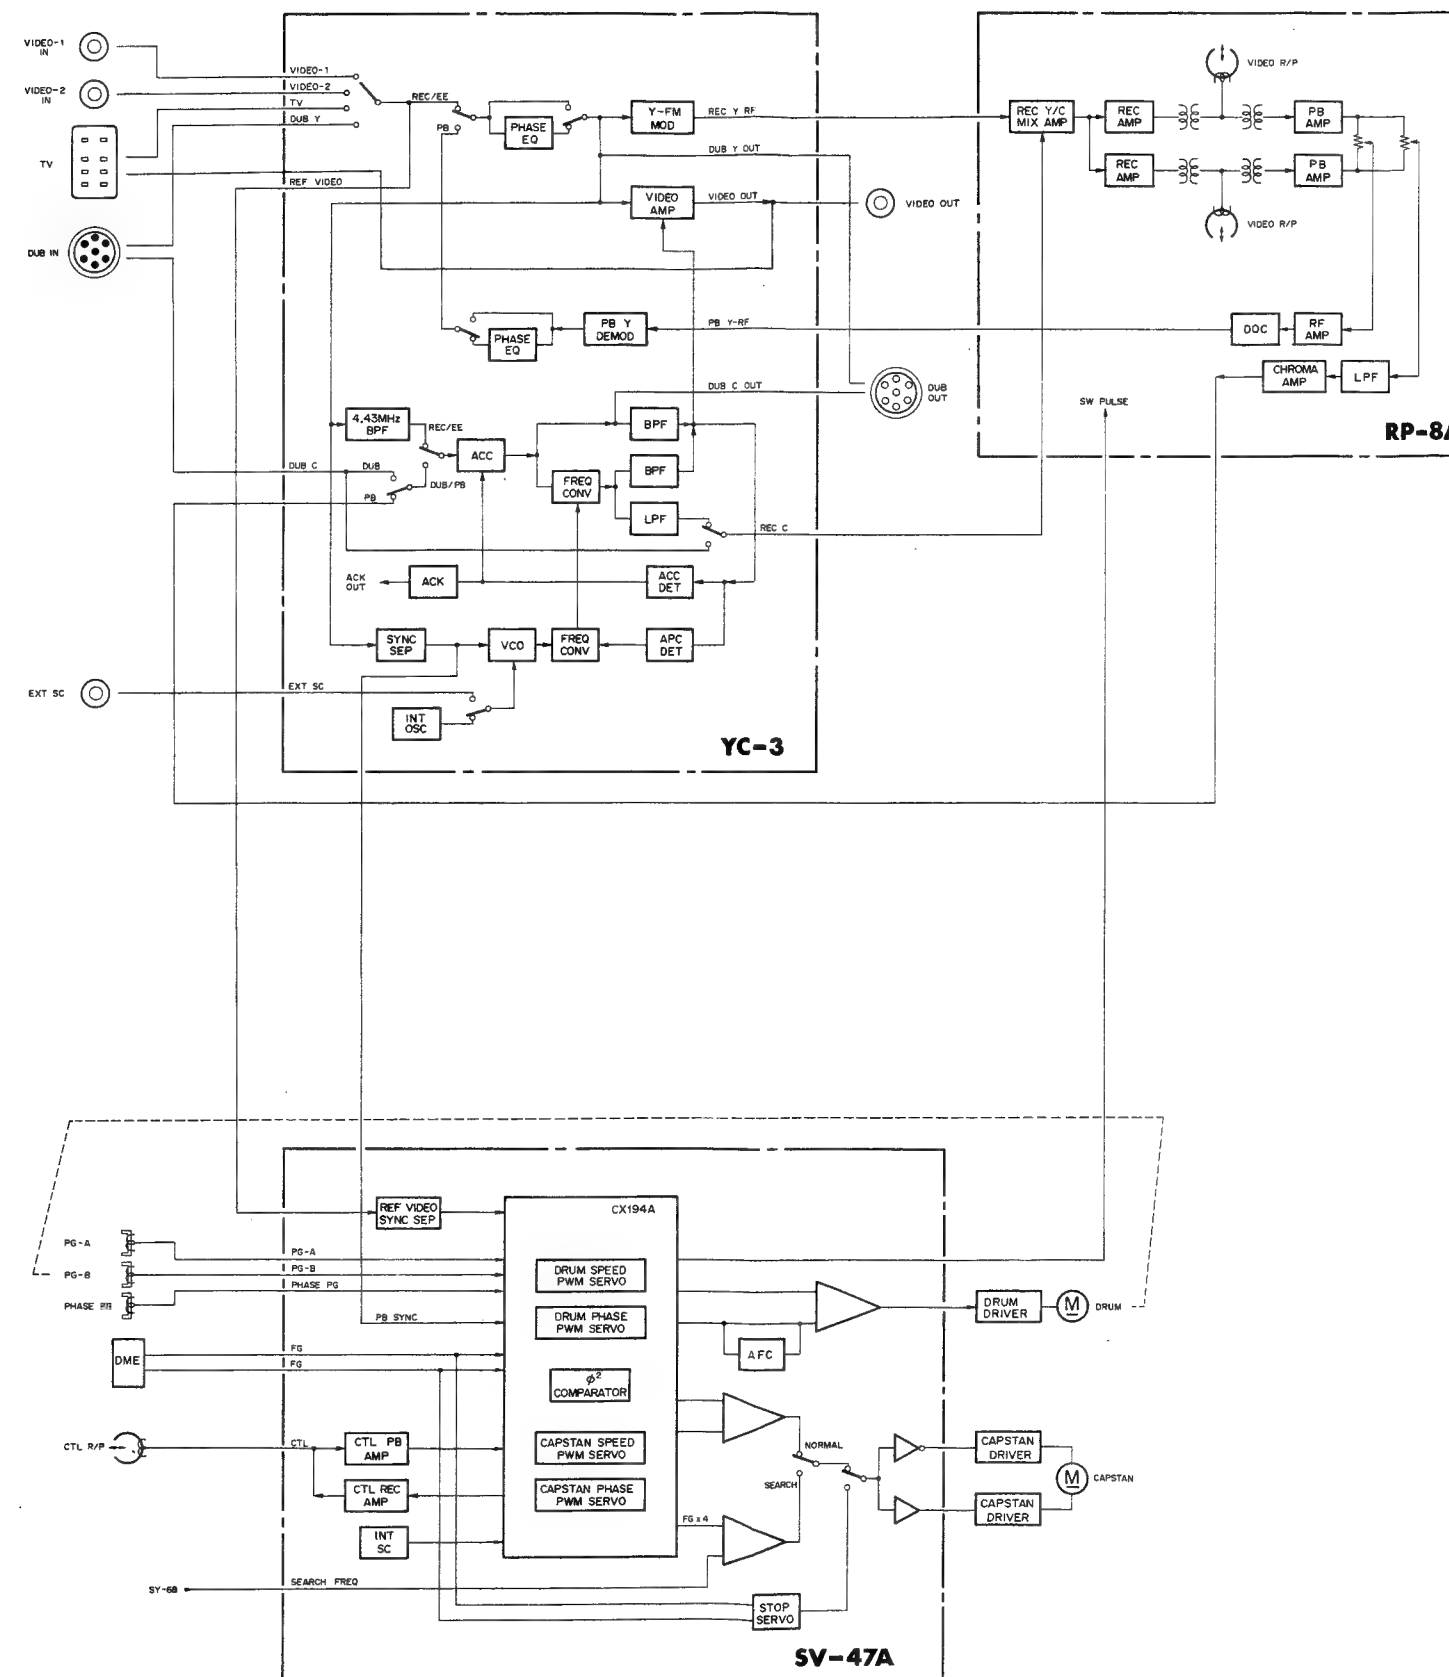 VIDEO-1
IN
VIDEO-2
IN
TV
DUB IN
VIDEO-1
VIDEO-2
TV
DUB Y
REF VIDEO
REC/EE
PB
PHASE
EQ
Y-FM
MOD
REC Y RF
DUB Y OUT
VIDEO
AMP
VIDEO OUT
VIDEO OUT
PHASE
EQ
PB Y
DEMOD
PB Y-RF
DUB C OUT
DUB
OUT
4.43MHz
BPF
REC/EE
ACC
BPF
DUB C
DUB
PB
DUB/PB
FREQ
CONV
BPF
LPF
REC C
ACK
OUT
ACK
ACC
DET
SYNC
SEP
VCO
FREQ
CONV
APC
DET
EXT SC
EXT SC
INT
OSC
YC-3
REC Y/C
MIX AMP
REC
AMP
REC
AMP
VIDEO R/P
VIDEO R/P
PB
AMP
PB
AMP
DOC
RF
AMP
CHROMA
AMP
LPF
SW PULSE
RP-8A
REF VIDEO
SYNC SEP
CX194A
PG-A
PG-B
PHASE
PG-A
PG-B
PHASE PG
PB SYNC
DRUM SPEED
PWM SERVO
DRUM PHASE
PWM SERVO
AFC
DRUM
DRIVER
M
DRUM
DME
FG
FG
ϕ²
COMPARATOR
CTL R/P
CTL
CTL PB
AMP
CTL REC
AMP
CAPSTAN SPEED
PWM SERVO
CAPSTAN PHASE
PWM SERVO
NORMAL
SEARCH
CAPSTAN
DRIVER
M
CAPSTAN
CAPSTAN
DRIVER
INT
SC
FG x 4
SY-68
SEARCH FREQ
STOP
SERVO
SV-47A